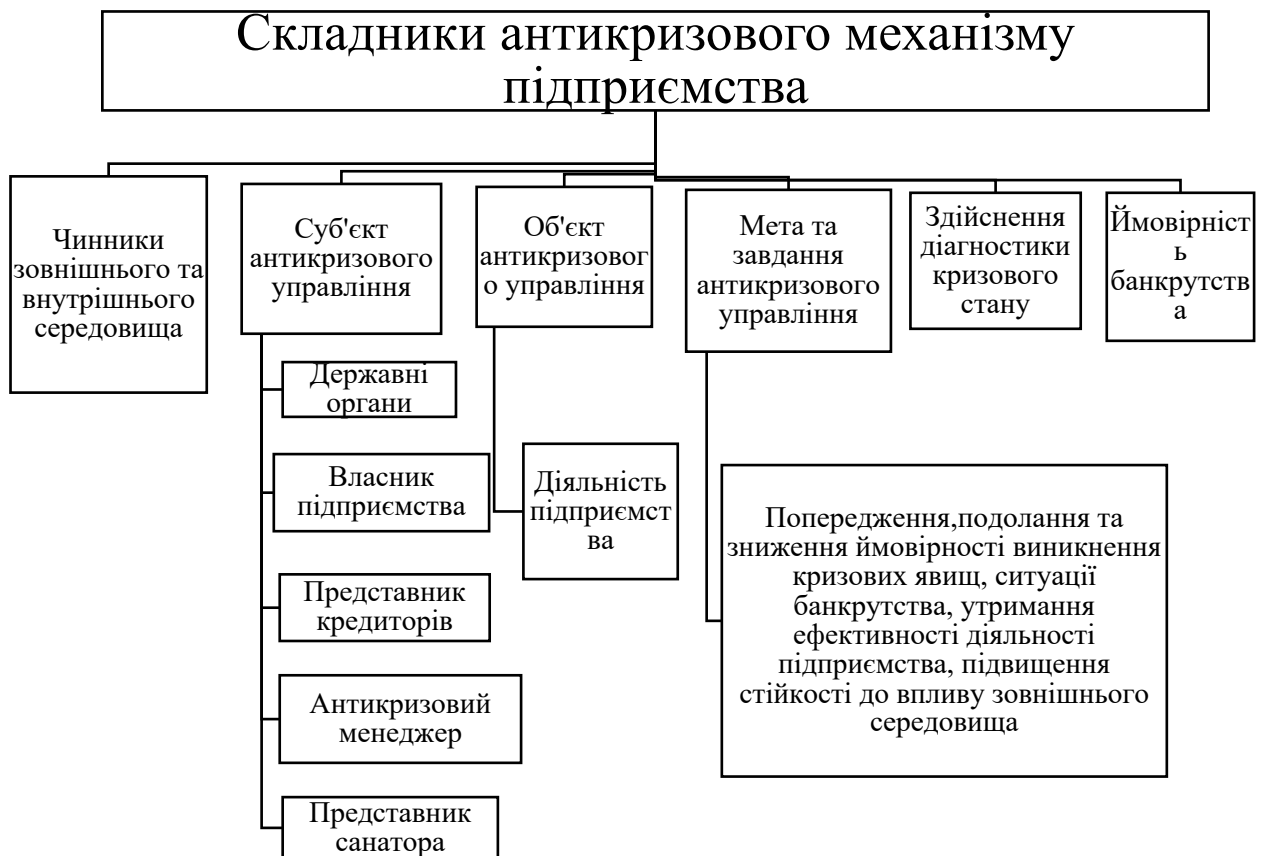 Складники антикризового механізму
підприємства
Чинники
зовнішнього та
внутрішнього
середовища
Суб'єкт
антикризового
управління
Об'єкт
антикризовог
о управління
Мета та
завдання
антикризового
управління
Здійснення
діагностики
кризового
стану
Ймовірніст
ь
банкрутств
а
Державні
органи
Власник
підприємства
Представник
кредиторів
Антикризовий
менеджер
Представник
санатора
Діяльність
підприємст
ва
Попередження,подолання та
зниження ймовірності виникнення
кризових явищ, ситуації
банкрутства, утримання
ефективності діяльності
підприємства, підвищення
стійкості до впливу зовнішнього
середовища